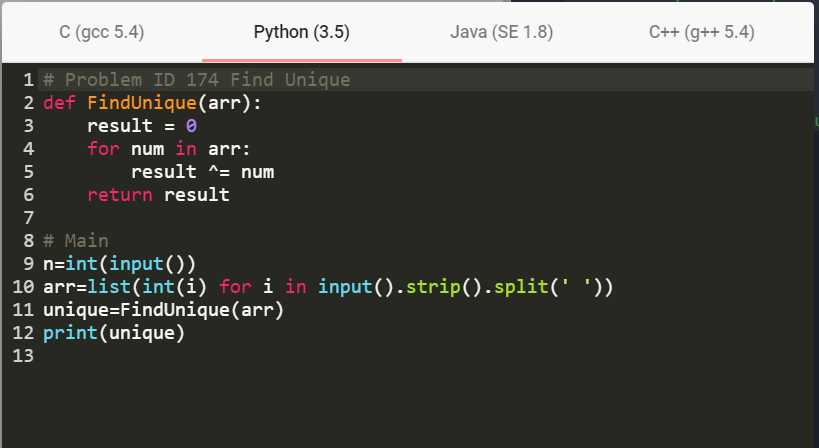 C (gcc 5.4) Python (3.5) Java (SE 1.8) C++ (g++ 5.4)
1 # Problem ID 174 Find Unique
2 def FindUnique(arr):
3     result = 0
4     for num in arr:
5         result ^= num
6     return result
7
8 # Main
9 n=int(input())
10 arr=list(int(i) for i in input().strip().split(' '))
11 unique=FindUnique(arr)
12 print(unique)
13